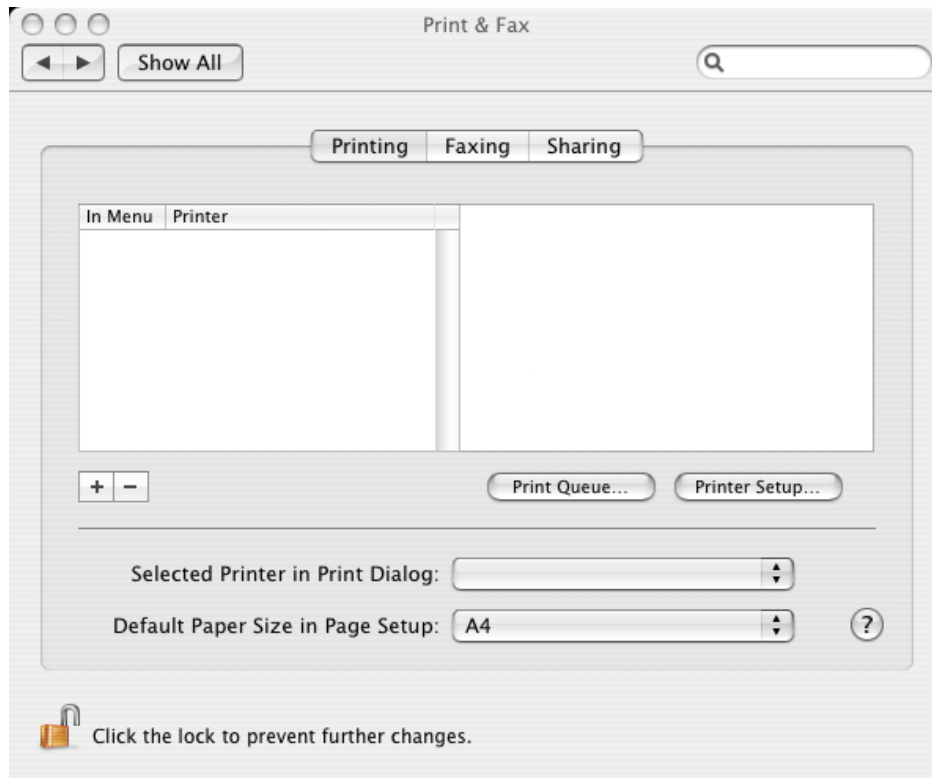 Print & Fax
Show All
Printing Faxing Sharing
In Menu Printer
+ −
Print Queue... Printer Setup...
Selected Printer in Print Dialog:
Default Paper Size in Page Setup: A4 ?
Click the lock to prevent further changes.